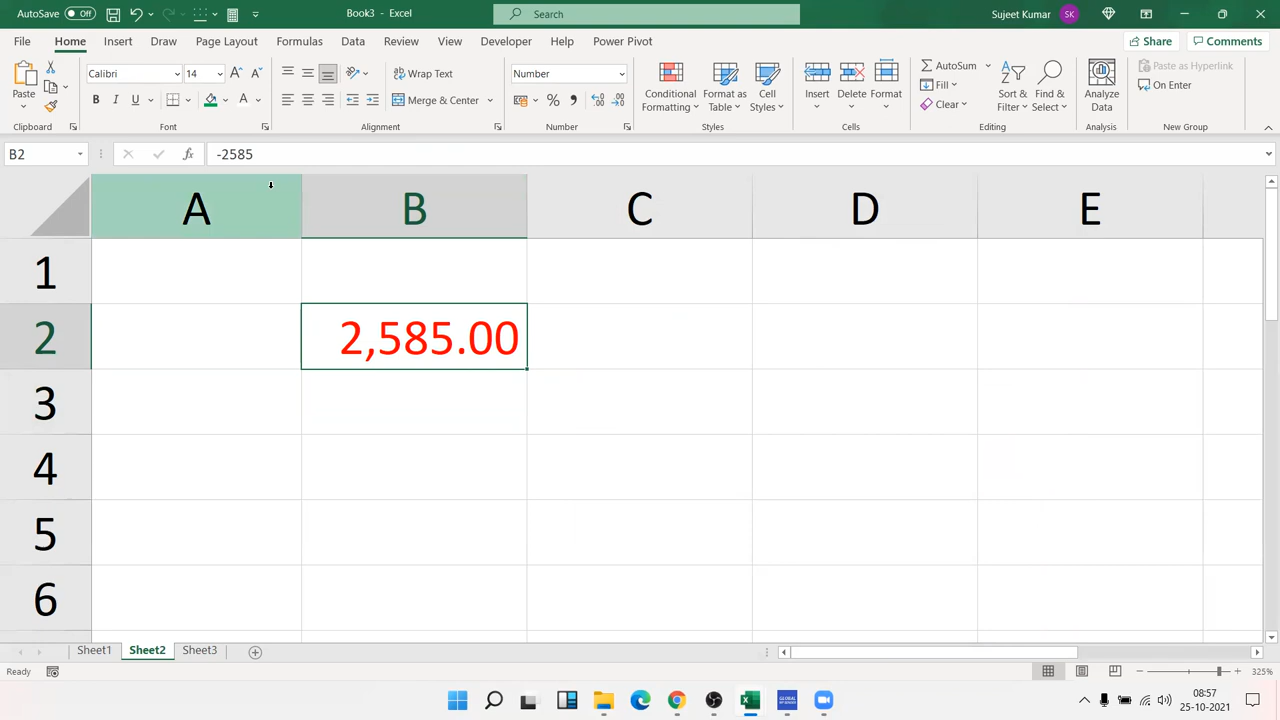 AutoSave Off Book3 - Excel Search Sujeet Kumar SK
File Home Insert Draw Page Layout Formulas Data Review View Developer Help Power Pivot Share Comments
Paste Calibri 14 Wrap Text Number Conditional Formatting Format as Table Cell Styles Insert Delete Format AutoSum Sort & Filter Find & Select Analyze Data Paste as Hyperlink
B I U A Merge & Center % Fill Clear On Enter
Clipboard Font Alignment Number Styles Cells Editing Analysis New Group
B2 fx -2585
A B C D E
1
2 2,585.00
3
4
5
6
Sheet1 Sheet2 Sheet3
Ready 325%
08:57